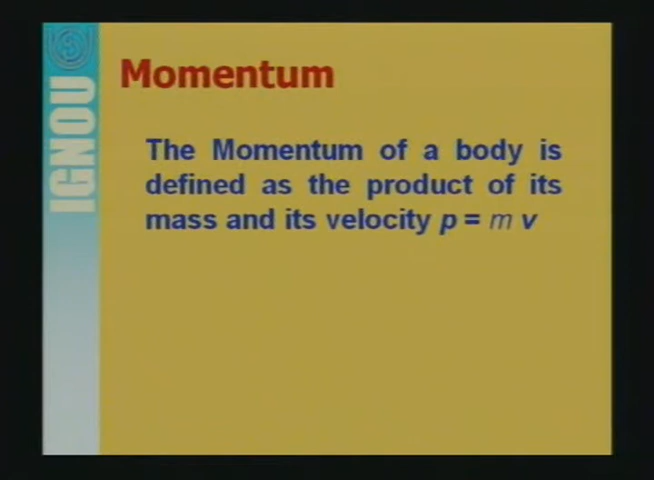 IGNOU
Momentum
The Momentum of a body is
defined as the product of its
mass and its velocity p = m v